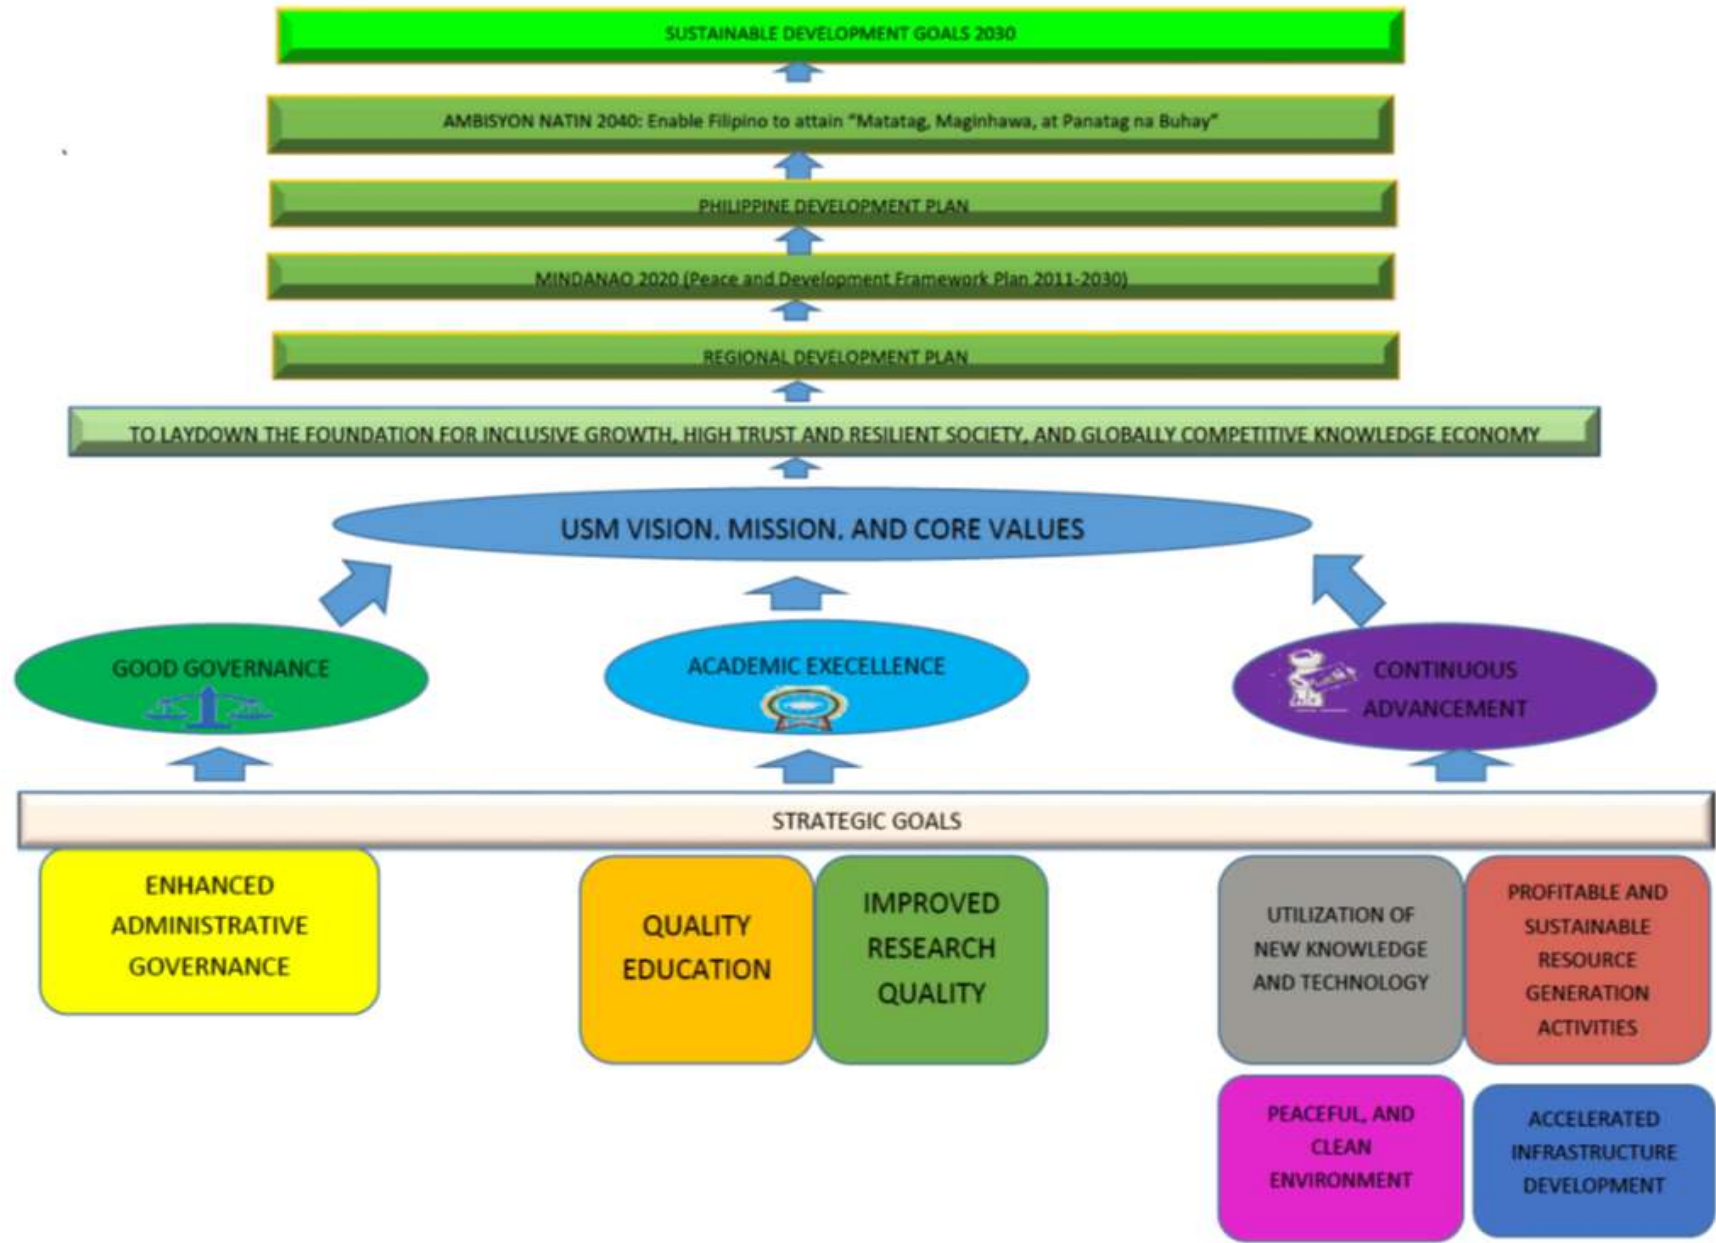 SUSTAINABLE DEVELOPMENT GOALS 2030
AMBISYON NATIN 2040: Enable Filipino to attain “Matatag, Maginhawa, at Panatag na Buhay”
PHILIPPINE DEVELOPMENT PLAN
MINDANAO 2020 (Peace and Development Framework Plan 2011-2030)
REGIONAL DEVELOPMENT PLAN
TO LAYDOWN THE FOUNDATION FOR INCLUSIVE GROWTH, HIGH TRUST AND RESILIENT SOCIETY, AND GLOBALLY COMPETITIVE KNOWLEDGE ECONOMY
USM VISION, MISSION, AND CORE VALUES
GOOD GOVERNANCE
ACADEMIC EXECELLENCE
CONTINUOUS
ADVANCEMENT
STRATEGIC GOALS
ENHANCED
ADMINISTRATIVE
GOVERNANCE
QUALITY
EDUCATION
IMPROVED
RESEARCH
QUALITY
UTILIZATION OF
NEW KNOWLEDGE
AND TECHNOLOGY
PROFITABLE AND
SUSTAINABLE
RESOURCE
GENERATION
ACTIVITIES
PEACEFUL, AND
CLEAN
ENVIRONMENT
ACCELERATED
INFRASTRUCTURE
DEVELOPMENT